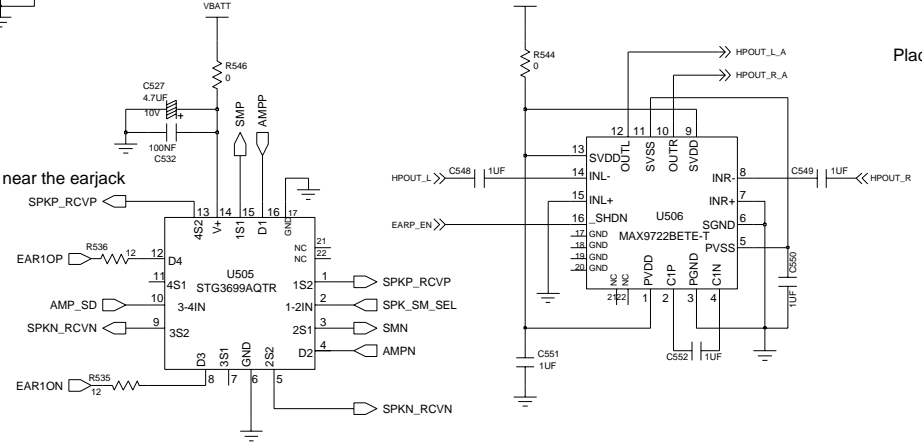 VBATT
R546
0
C527
4.7UF
10V
+
100NF
C532
SMP
AMPP
near the earjack
SPKP_RCVP
13
14
15
16
17
4S2
V+
1S1
D1
GND
NC 21
NC 22
EAR1OP
R536
12
12
D4
11
4S1
AMP_SD
10
3-4IN
SPKN_RCVN
9
3S2
U505
STG3699AQTR
1S2
1
SPKP_RCVP
1-2IN
2
SPK_SM_SEL
2S1
3
SMN
D2
4
AMPN
D3
3S1
GND
2S2
8
7
6
5
EAR1ON
R535
12
SPKN_RCVN
R544
0
HPOUT_L_A
HPOUT_R_A
Plac
12
11
10
9
OUTL
SVSS
OUTR
SVDD
13
SVDD
HPOUT_L
C548
1UF
14
INL-
15
INL+
EARP_EN
16
_SHDN
17 GND
18 GND
19 GND
20 GND
U506
MAX9722BETE-T
INR-
8
C549
1UF
HPOUT_R
INR+
7
SGND
6
PVSS
5
NC
NC
PVDD
C1P
PGND
C1N
21
22
1
2
3
4
C550
1UF
C551
1UF
C552
1UF